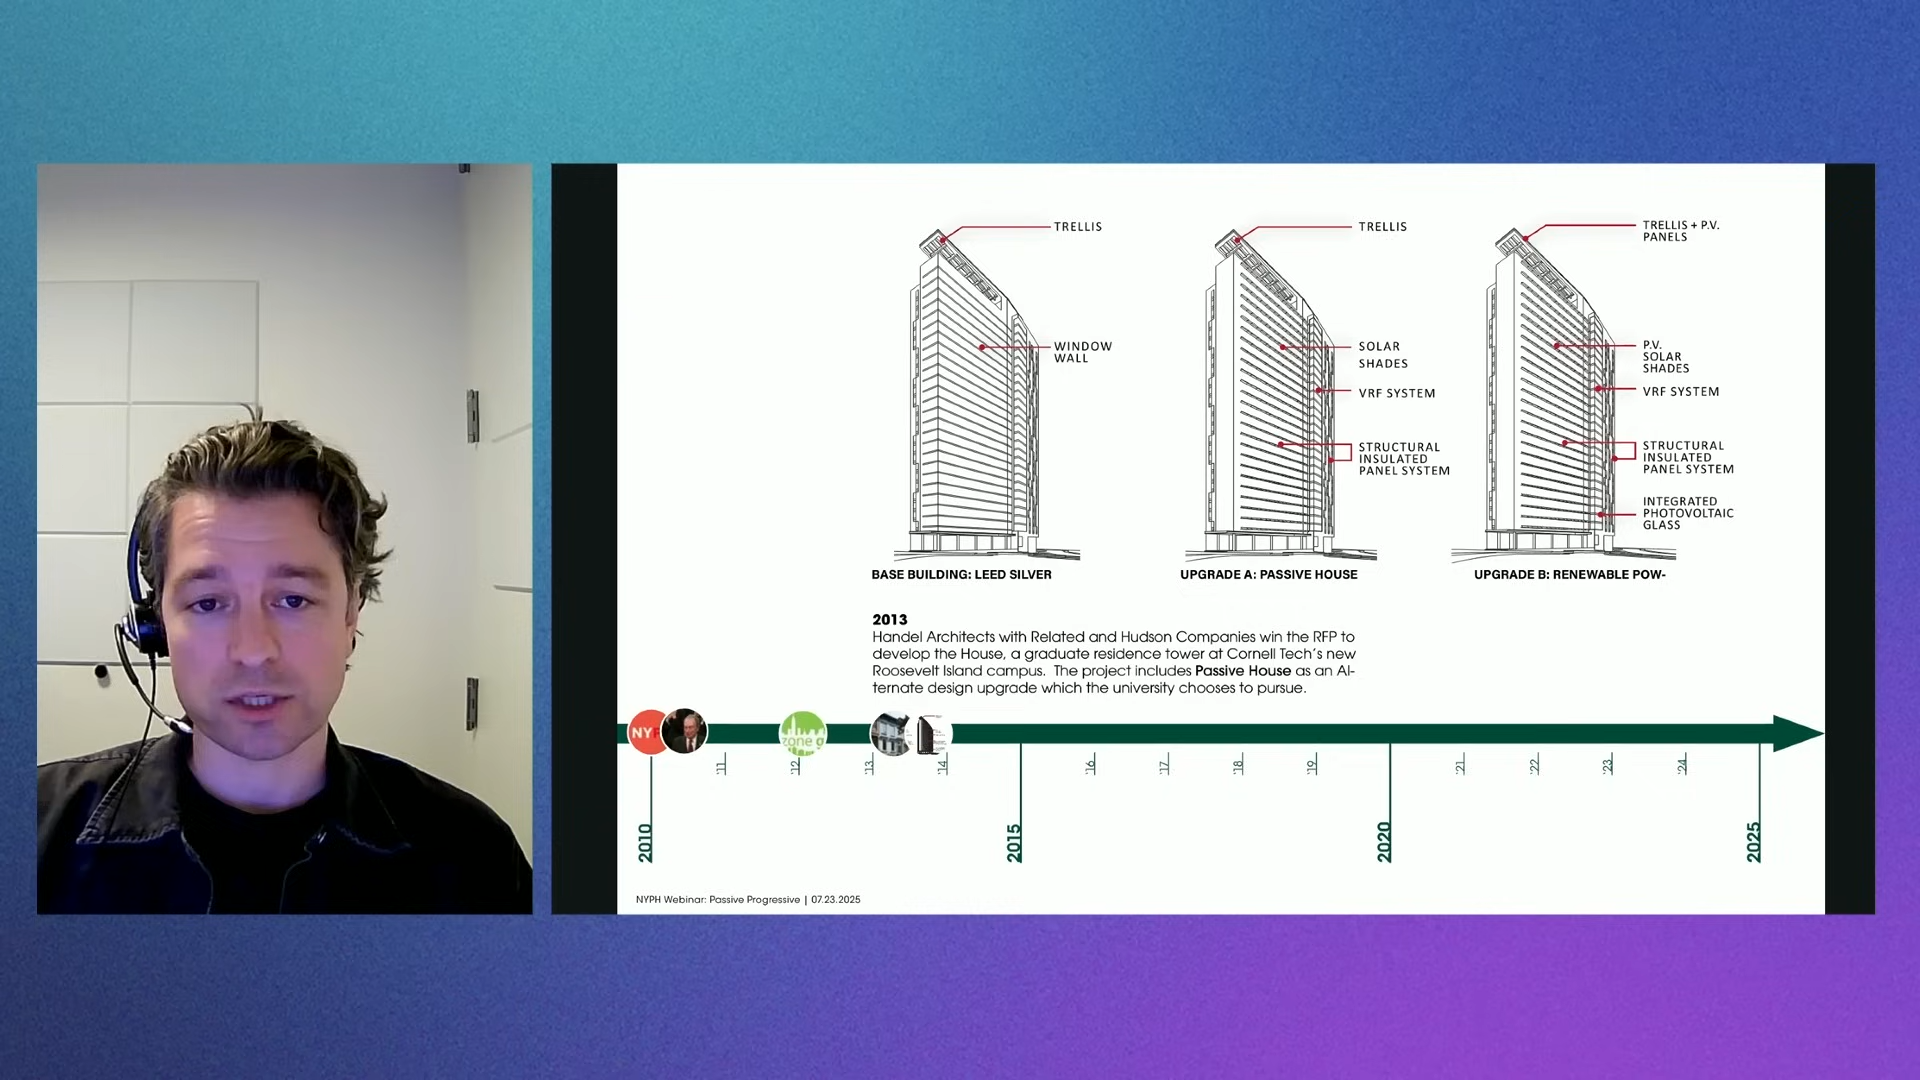 TRELLIS
WINDOW
WALL
BASE BUILDING: LEED SILVER
TRELLIS
SOLAR
SHADES
VRF SYSTEM
STRUCTURAL
INSULATED
PANEL SYSTEM
UPGRADE A: PASSIVE HOUSE
TRELLIS + P.V.
PANELS
P.V.
SOLAR
SHADES
VRF SYSTEM
STRUCTURAL
INSULATED
PANEL SYSTEM
INTEGRATED
PHOTOVOLTAIC
GLASS
UPGRADE B: RENEWABLE POW-
2013
Handel Architects with Related and Hudson Companies win the RFP to
develop the House, a graduate residence tower at Cornell Tech's new
Roosevelt Island campus. The project includes Passive House as an Al-
ternate design upgrade which the university chooses to pursue.
NY
zone
2010
'11
'12
'13
'14
2015
'16
'17
'18
'19
2020
'21
'22
'23
'24
2025
NYPH Webinar: Passive Progressive | 07.23.2025